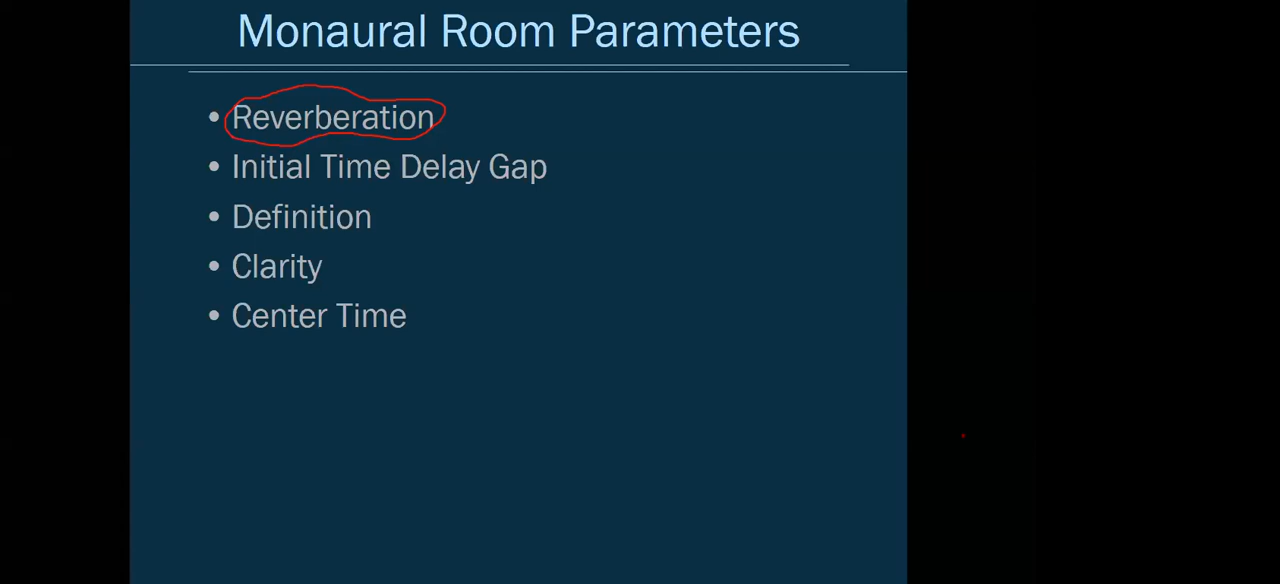 Monaural Room Parameters
• Reverberation
• Initial Time Delay Gap
• Definition
• Clarity
• Center Time